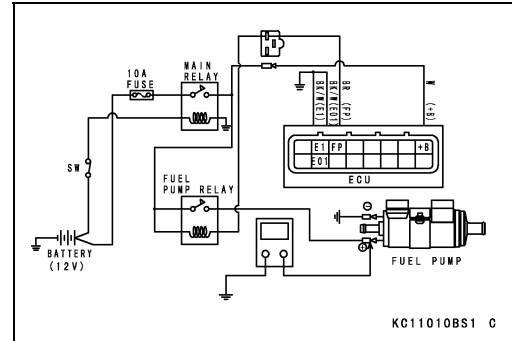 10A
FUSE
MAIN
RELAY
BK/W(E1)
BK/W(E01)
BR (FP)
W (+B)
E1 FP +B
E01
ECU
SW
FUEL
PUMP RELAY
BATTERY
(12V)
FUEL PUMP
KC11010BS1 C